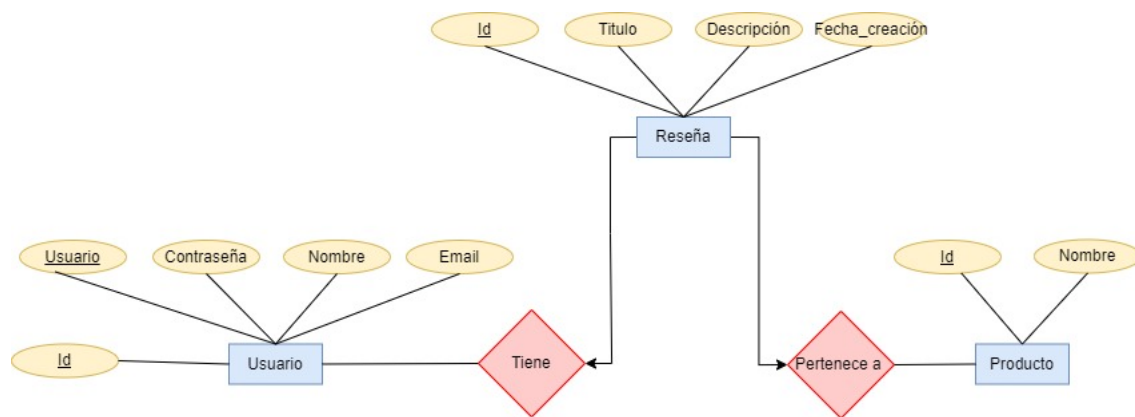 Id
Titulo
Descripción
Fecha_creación
Reseña
Usuario
Contraseña
Nombre
Email
Id
Nombre
Id
Usuario
Tiene
Pertenece a
Producto